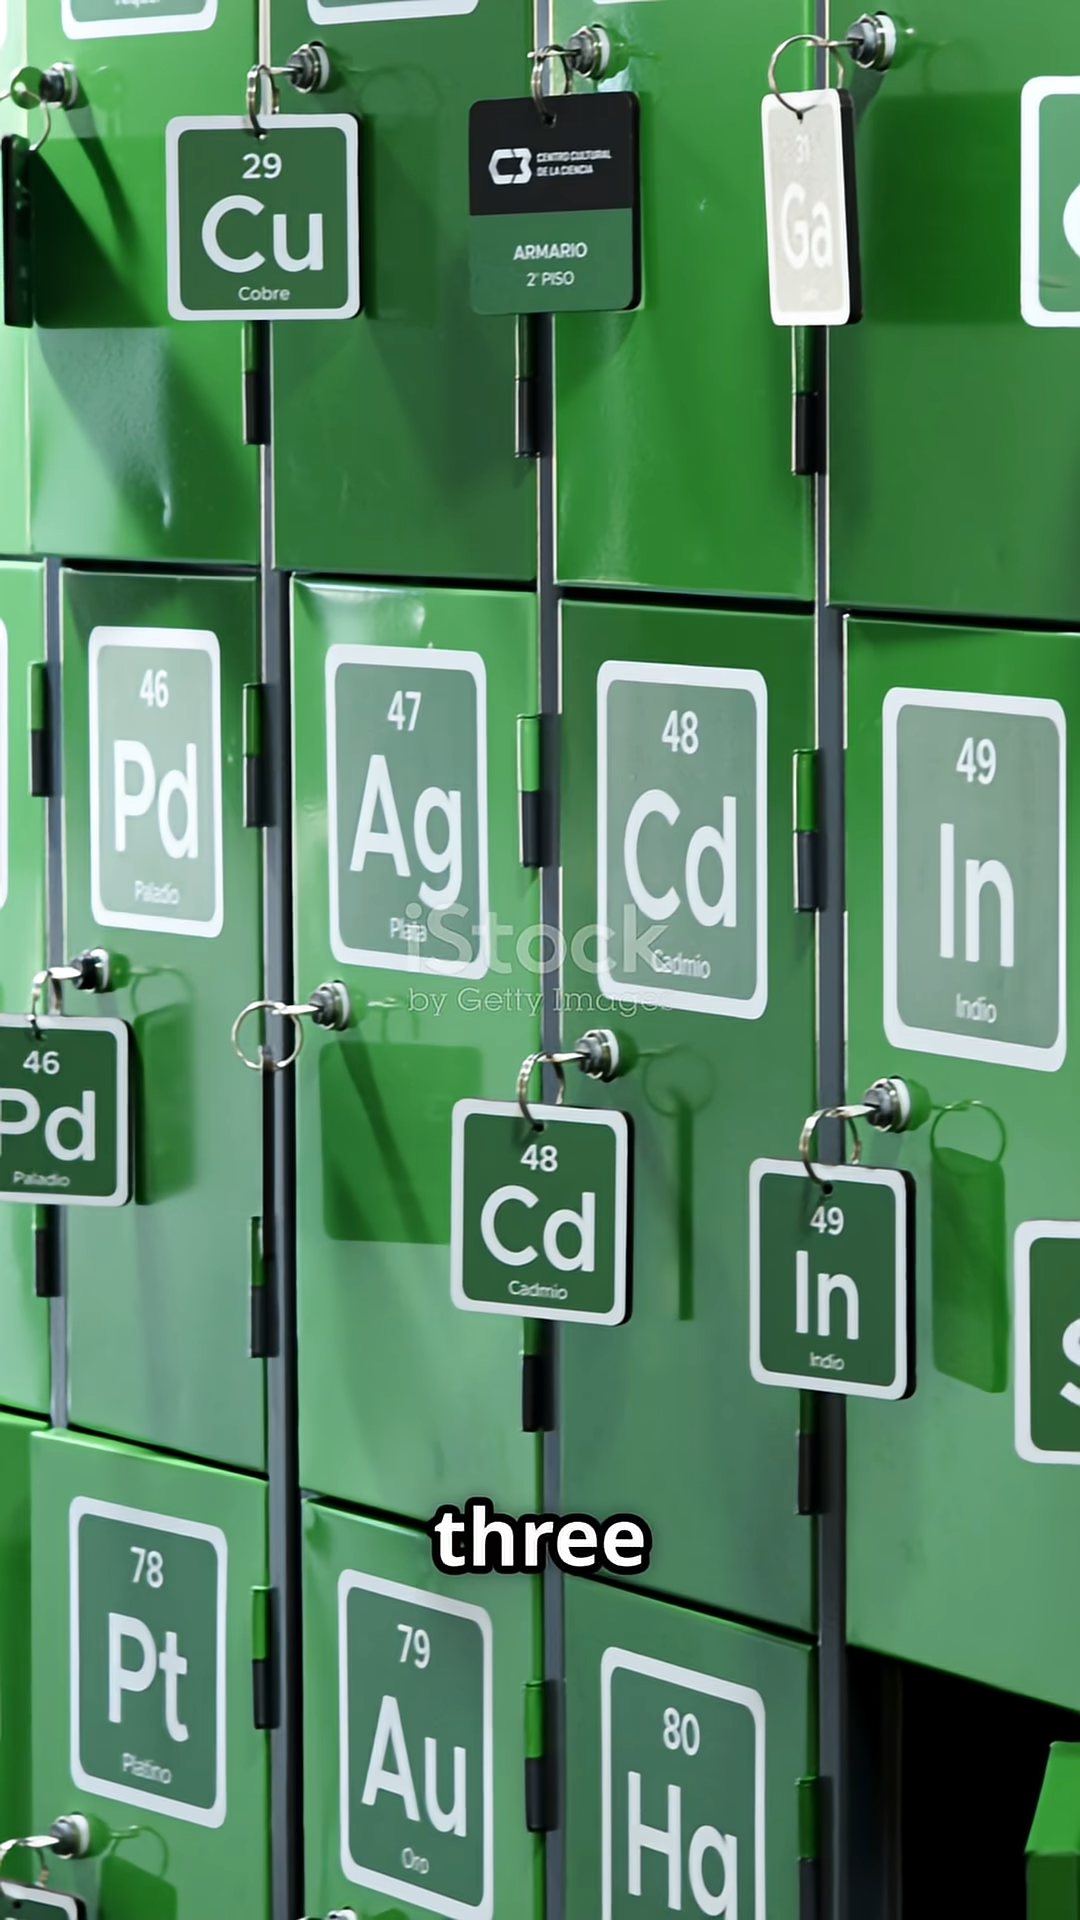 29
Cu
Cobre
C3 CENTRO CULTURAL
DE LA CIENCIA
ARMARIO
2° PISO
31
Ga
46
Pd
Paladio
47
Ag
Plata
48
Cd
Cadmio
49
In
Indio
iStock
by Getty Images
46
Pd
Paladio
48
Cd
Cadmio
49
In
Indio
three
78
Pt
Platino
79
Au
Oro
80
Hg